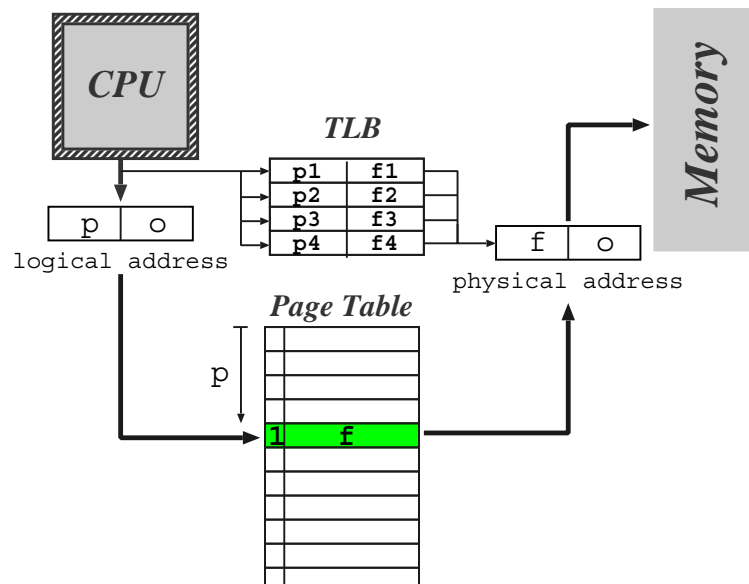 CPU
Memory
TLB
p1 f1
p2 f2
p3 f3
p4 f4
p o
logical address
f o
physical address
Page Table
p
1 f